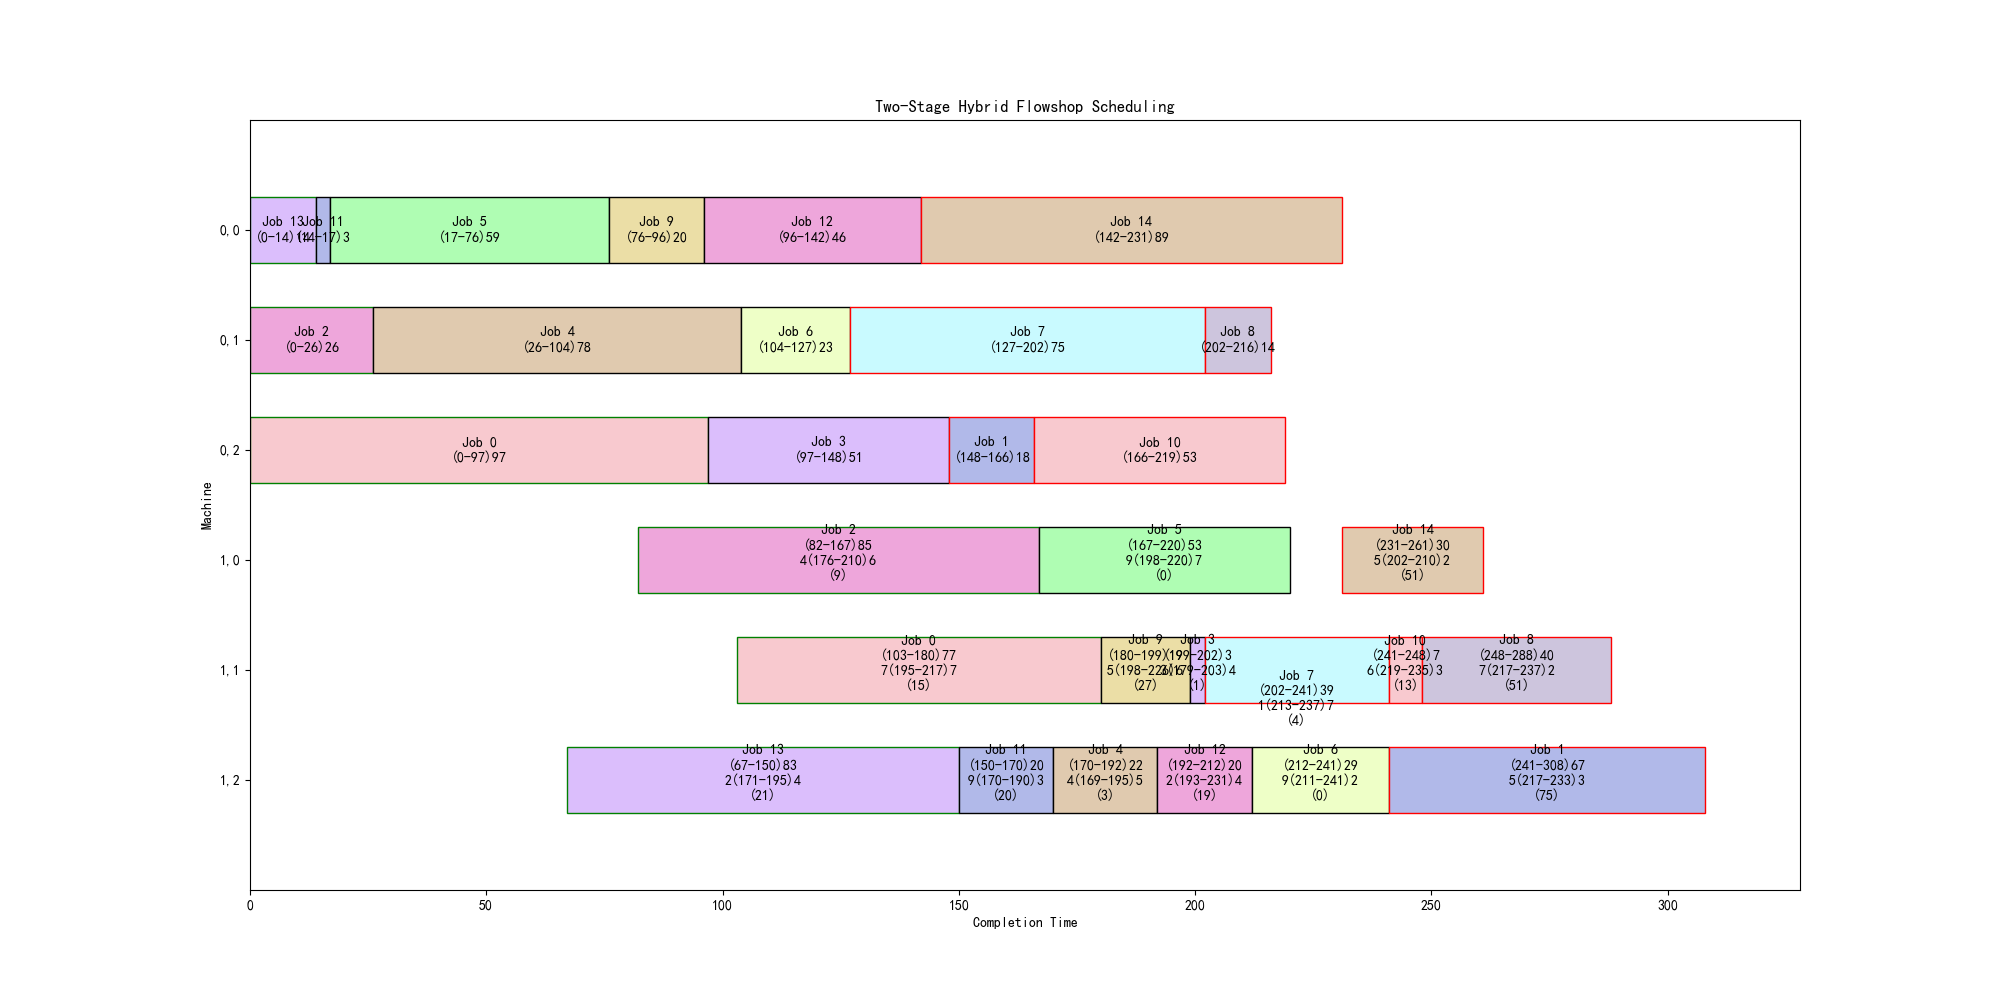 Two-Stage Hybrid Flowshop Scheduling
Machine
0,0
Job 13
(0-14)14
Job 11
(14-17)3
Job 5
(17-76)59
Job 9
(76-96)20
Job 12
(96-142)46
Job 14
(142-231)89
0,1
Job 2
(0-26)26
Job 4
(26-104)78
Job 6
(104-127)23
Job 7
(127-202)75
Job 8
(202-216)14
0,2
Job 0
(0-97)97
Job 3
(97-148)51
Job 1
(148-166)18
Job 10
(166-219)53
1,0
Job 2
(82-167)85
4(176-210)6
(9)
Job 5
(167-220)53
9(198-220)7
(0)
Job 14
(231-261)30
5(202-210)2
(51)
1,1
Job 0
(103-180)77
7(195-217)7
(15)
Job 9
(180-199)19
(27)
Job 3
(199-202)3
(1)
Job 7
(202-241)39
1(213-237)7
(4)
Job 10
(241-248)7
6(219-235)3
(13)
Job 8
(248-288)40
7(217-237)2
(51)
1,2
Job 13
(67-150)83
2(171-195)4
(21)
Job 11
(150-170)20
9(170-190)3
(20)
Job 4
(170-192)22
4(169-195)5
(3)
Job 12
(192-212)20
2(193-231)4
(19)
Job 6
(212-241)29
9(211-241)2
(0)
Job 1
(241-308)67
5(217-233)3
(75)
0
50
100
150
200
250
300
Completion Time